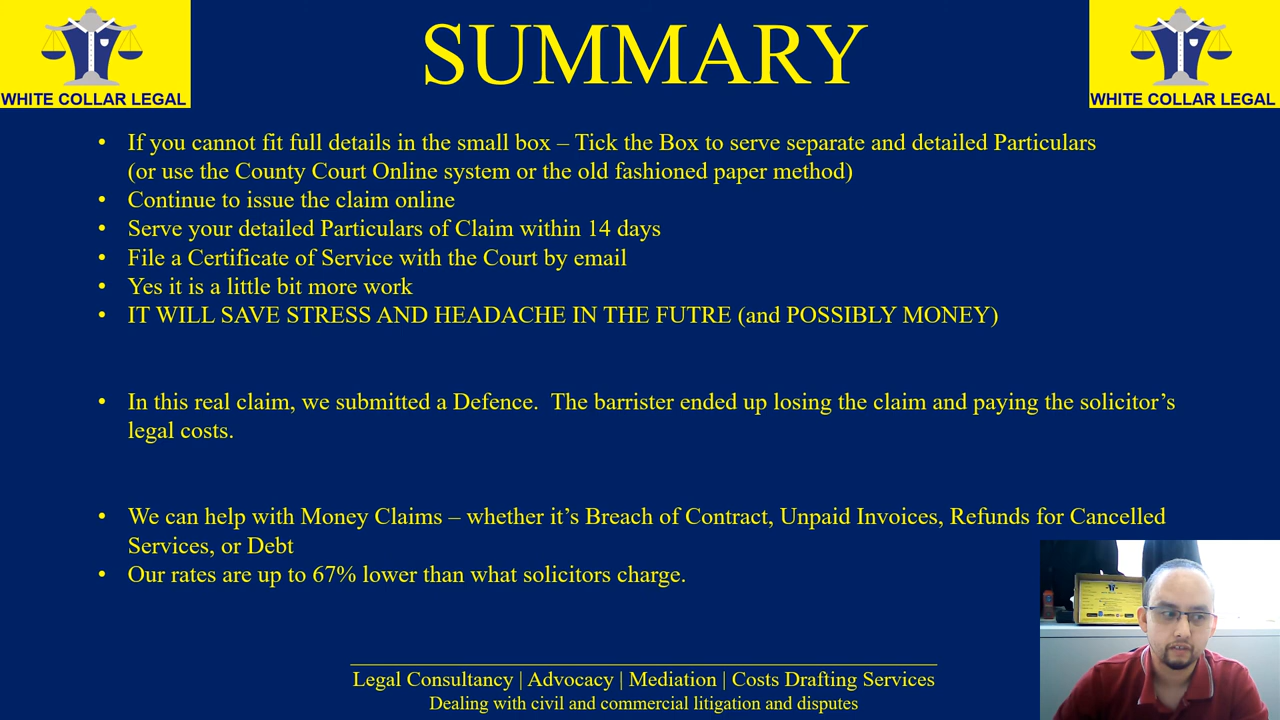 SUMMARY
WHITE COLLAR LEGAL
WHITE COLLAR LEGAL
• If you cannot fit full details in the small box – Tick the Box to serve separate and detailed Particulars
(or use the County Court Online system or the old fashioned paper method)
• Continue to issue the claim online
• Serve your detailed Particulars of Claim within 14 days
• File a Certificate of Service with the Court by email
• Yes it is a little bit more work
• IT WILL SAVE STRESS AND HEADACHE IN THE FUTRE (and POSSIBLY MONEY)
• In this real claim, we submitted a Defence.  The barrister ended up losing the claim and paying the solicitor’s
legal costs.
• We can help with Money Claims – whether it’s Breach of Contract, Unpaid Invoices, Refunds for Cancelled
Services, or Debt
• Our rates are up to 67% lower than what solicitors charge.
Legal Consultancy | Advocacy | Mediation | Costs Drafting Services
Dealing with civil and commercial litigation and disputes